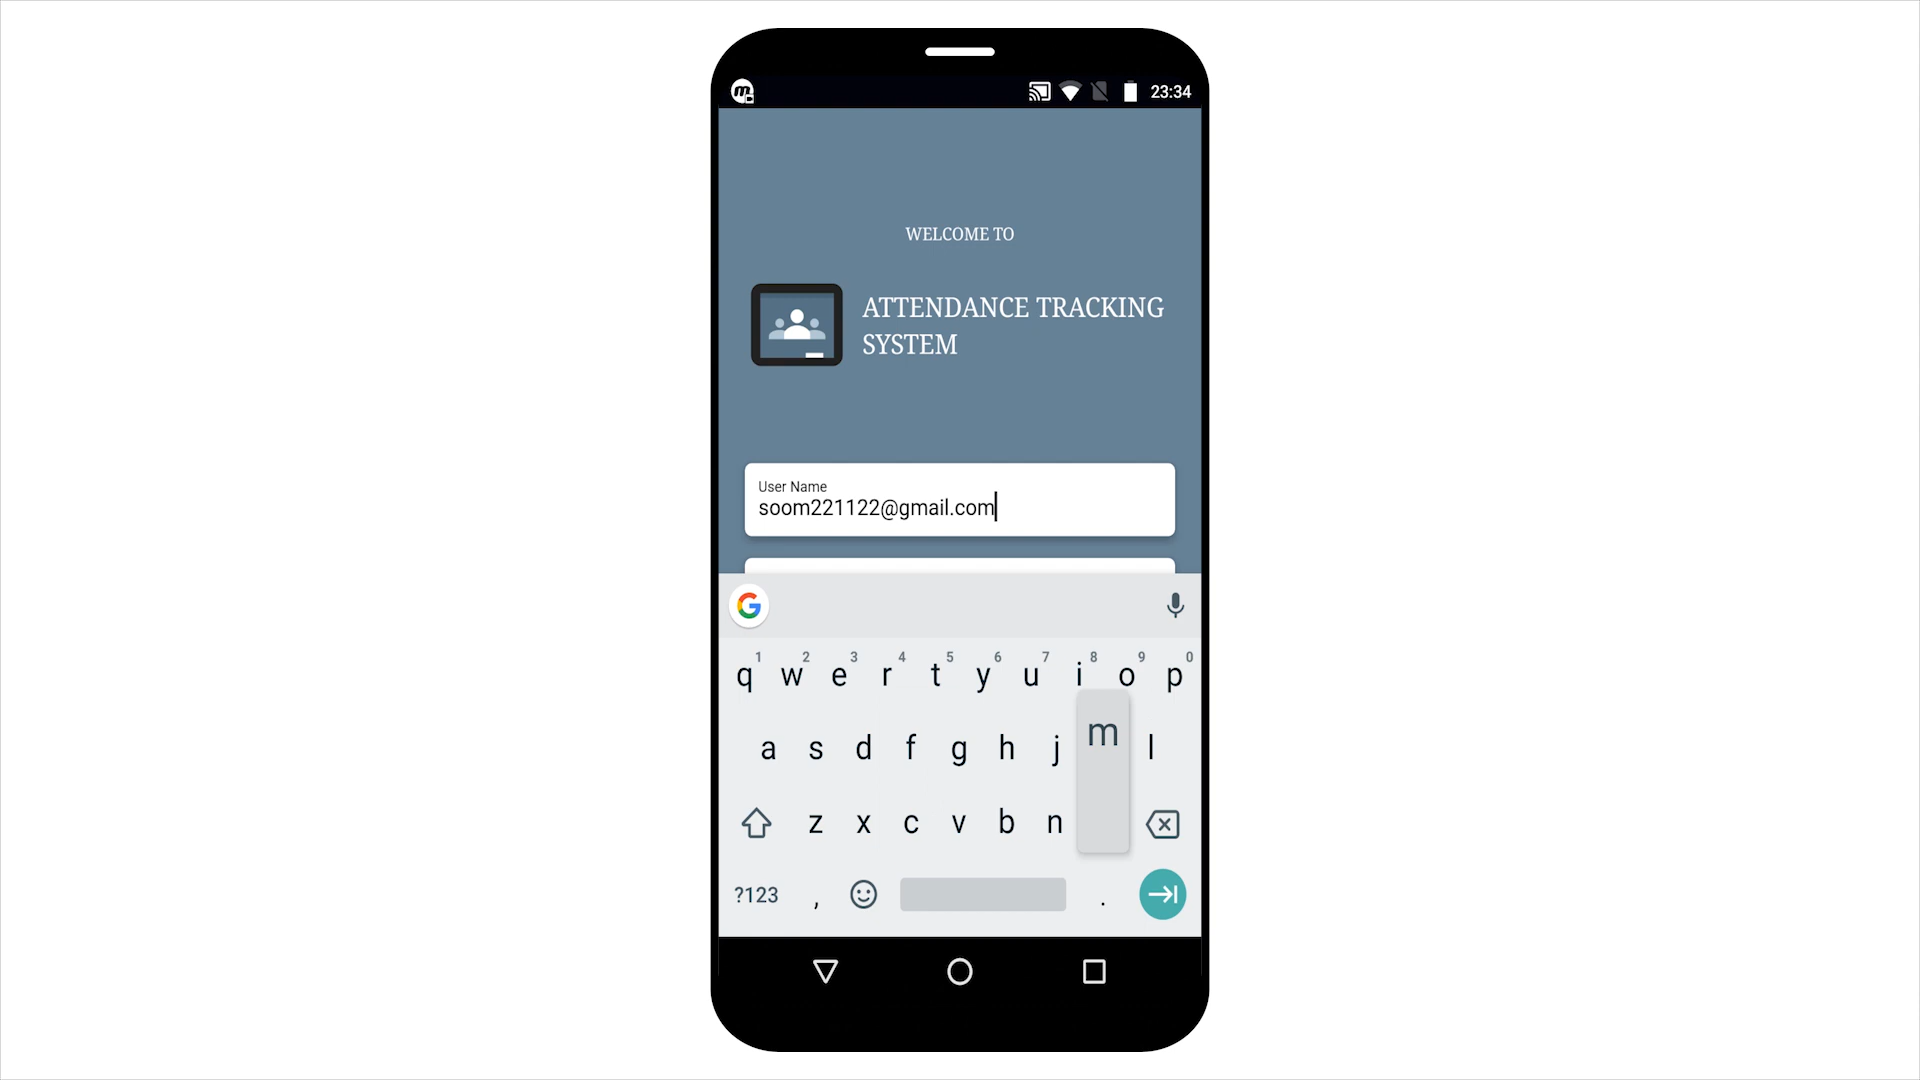 23:34
WELCOME TO
ATTENDANCE TRACKING
SYSTEM
User Name
soom221122@gmail.com
G
1 2 3 4 5 6 7 8 9 0
q w e r t y u i o p
m
a s d f g h j l
z x c v b n
?123 , .